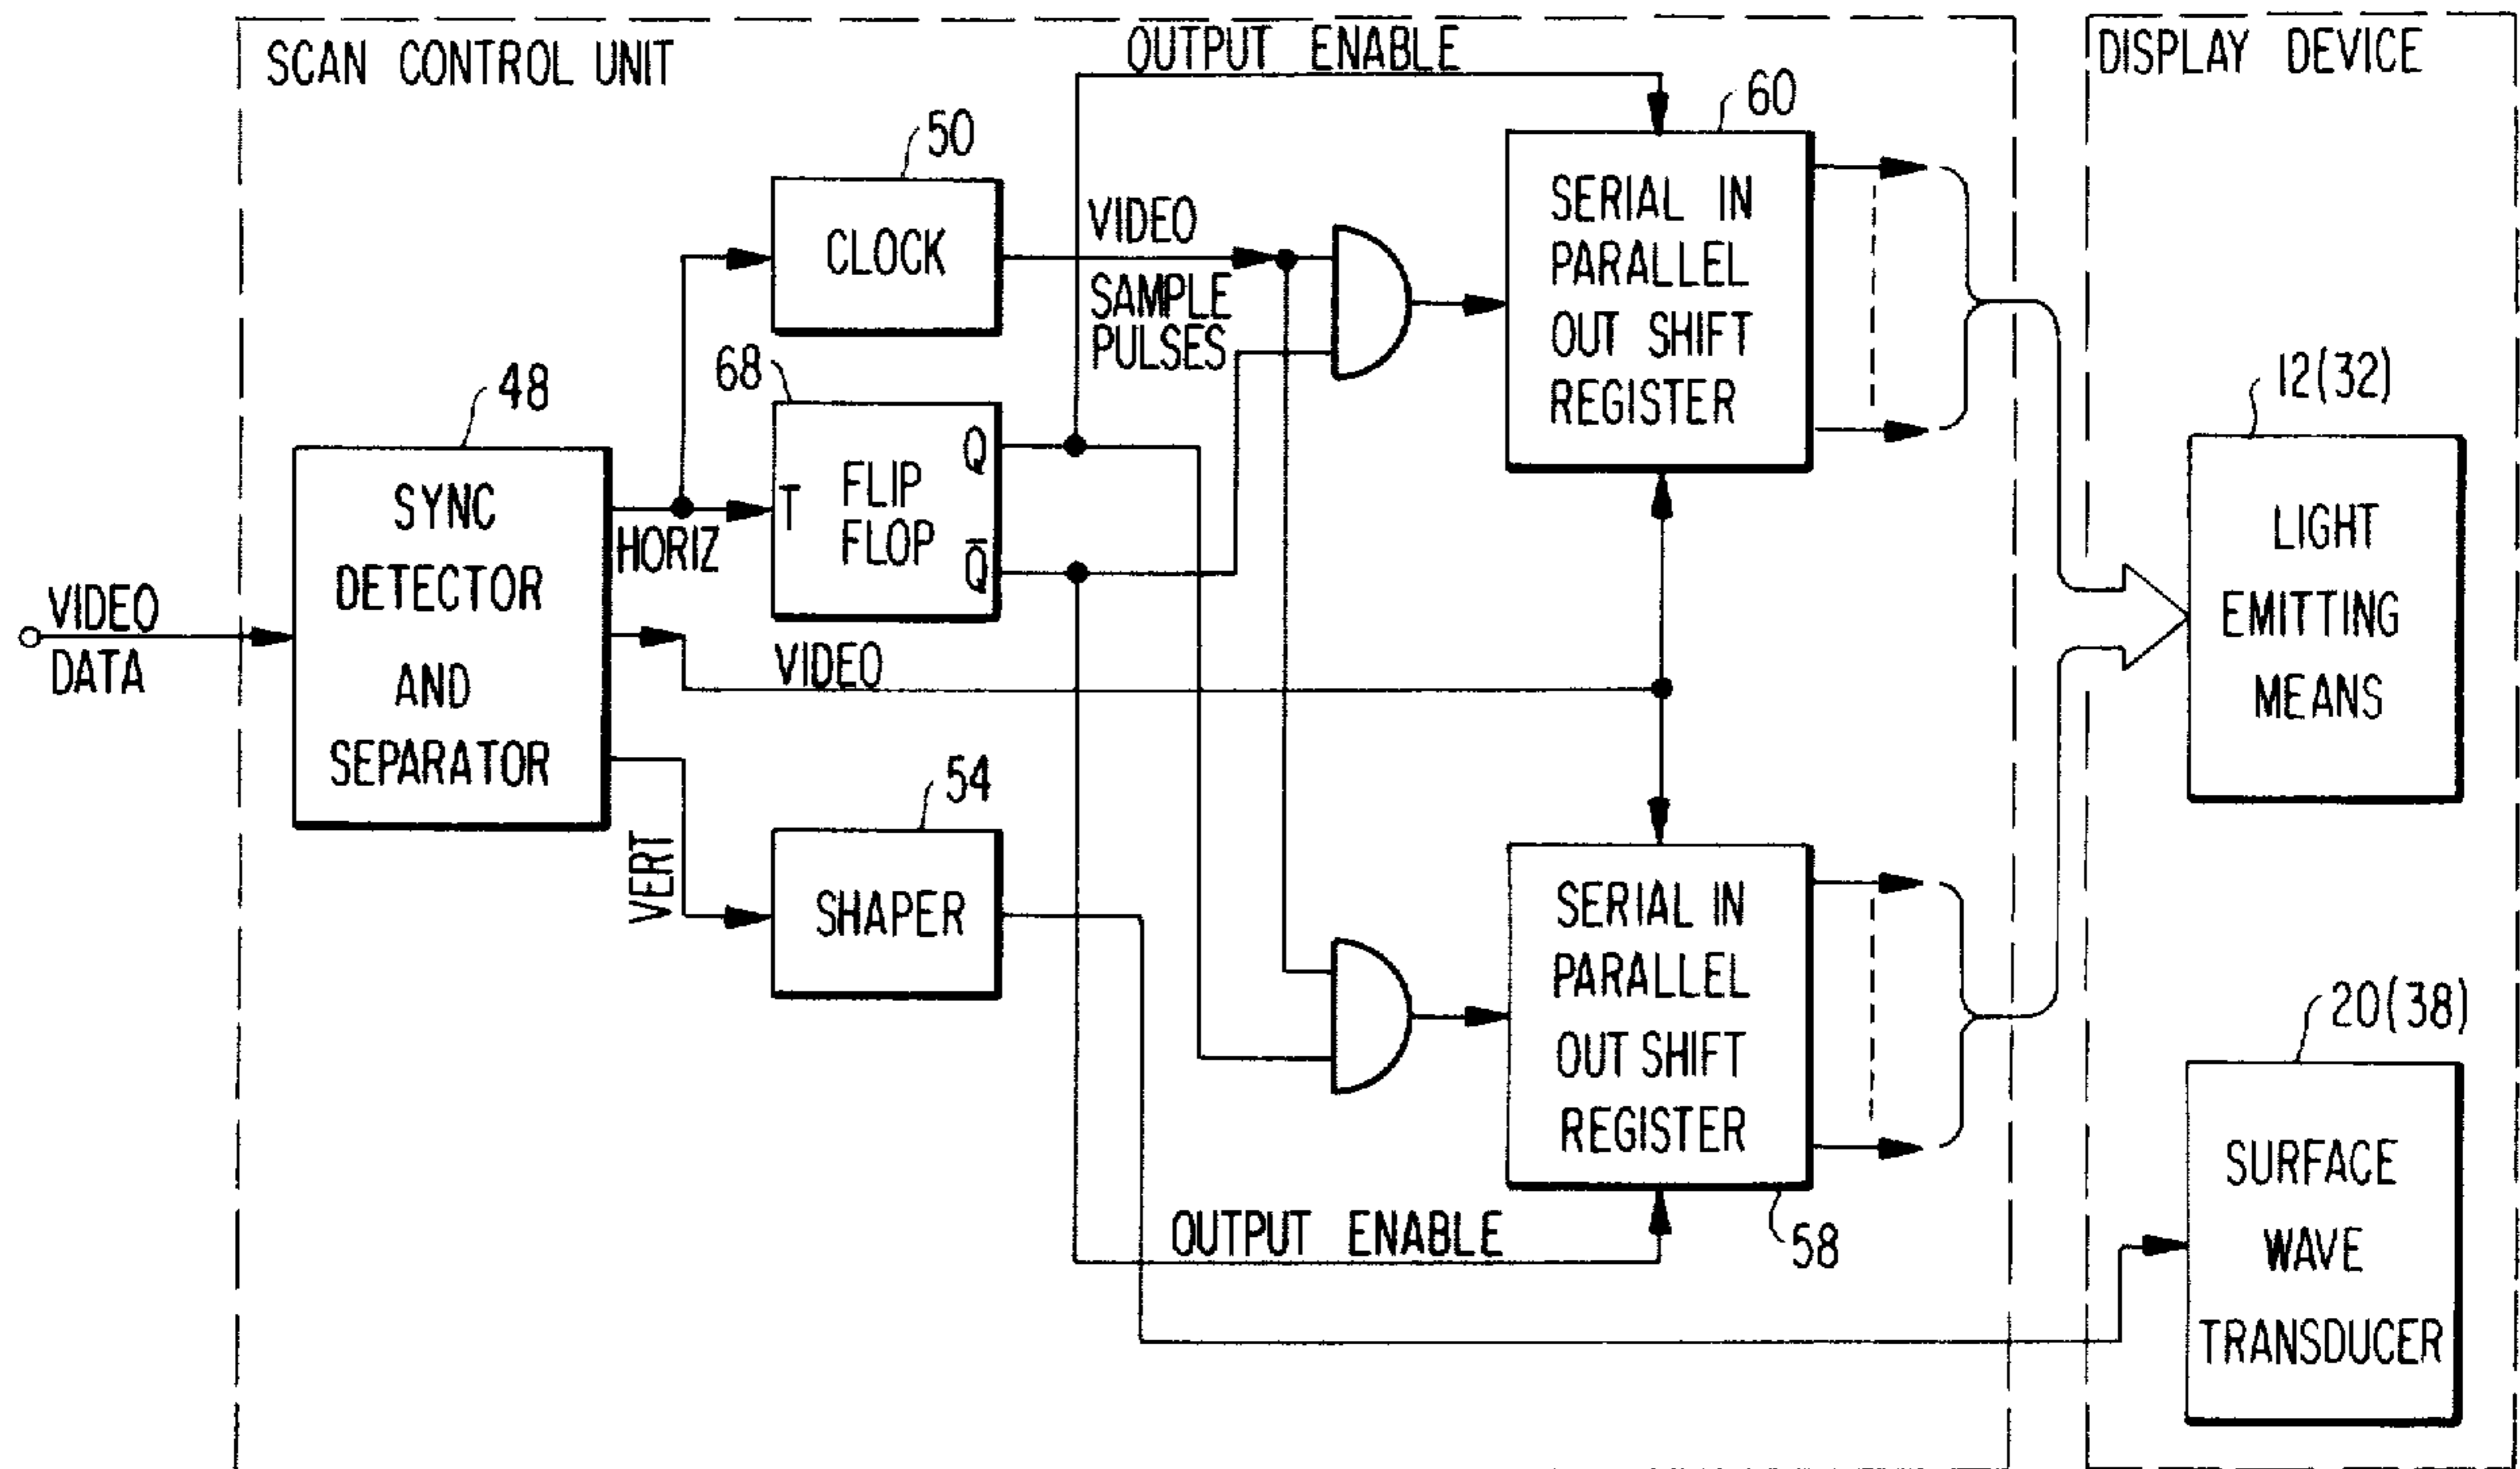 SCAN CONTROL UNIT
OUTPUT ENABLE
DISPLAY DEVICE
50
60
CLOCK
VIDEO
SAMPLE
PULSES
SERIAL IN
PARALLEL
OUT SHIFT
REGISTER
48
68
12(32)
SYNC
DETECTOR
AND
SEPARATOR
HORIZ
T
FLIP
FLOP
Q
Q̅
LIGHT
EMITTING
MEANS
VIDEO
DATA
VIDEO
VERT
54
SHAPER
SERIAL IN
PARALLEL
OUT SHIFT
REGISTER
58
OUTPUT ENABLE
20(38)
SURFACE
WAVE
TRANSDUCER